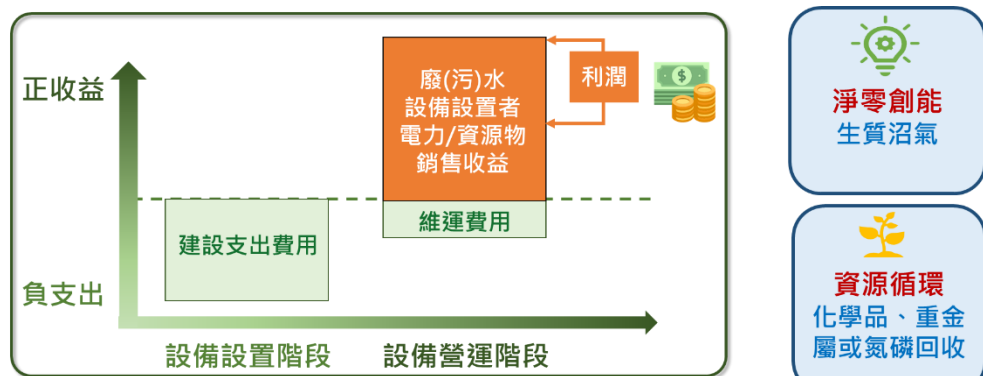 正收益
負支出
建設支出費用
廢(污)水
設備設置者
電力/資源物
銷售收益
維運費用
利潤
$
設備設置階段
設備營運階段
淨零創能
生質沼氣
資源循環
化學品、重金
屬或氮磷回收